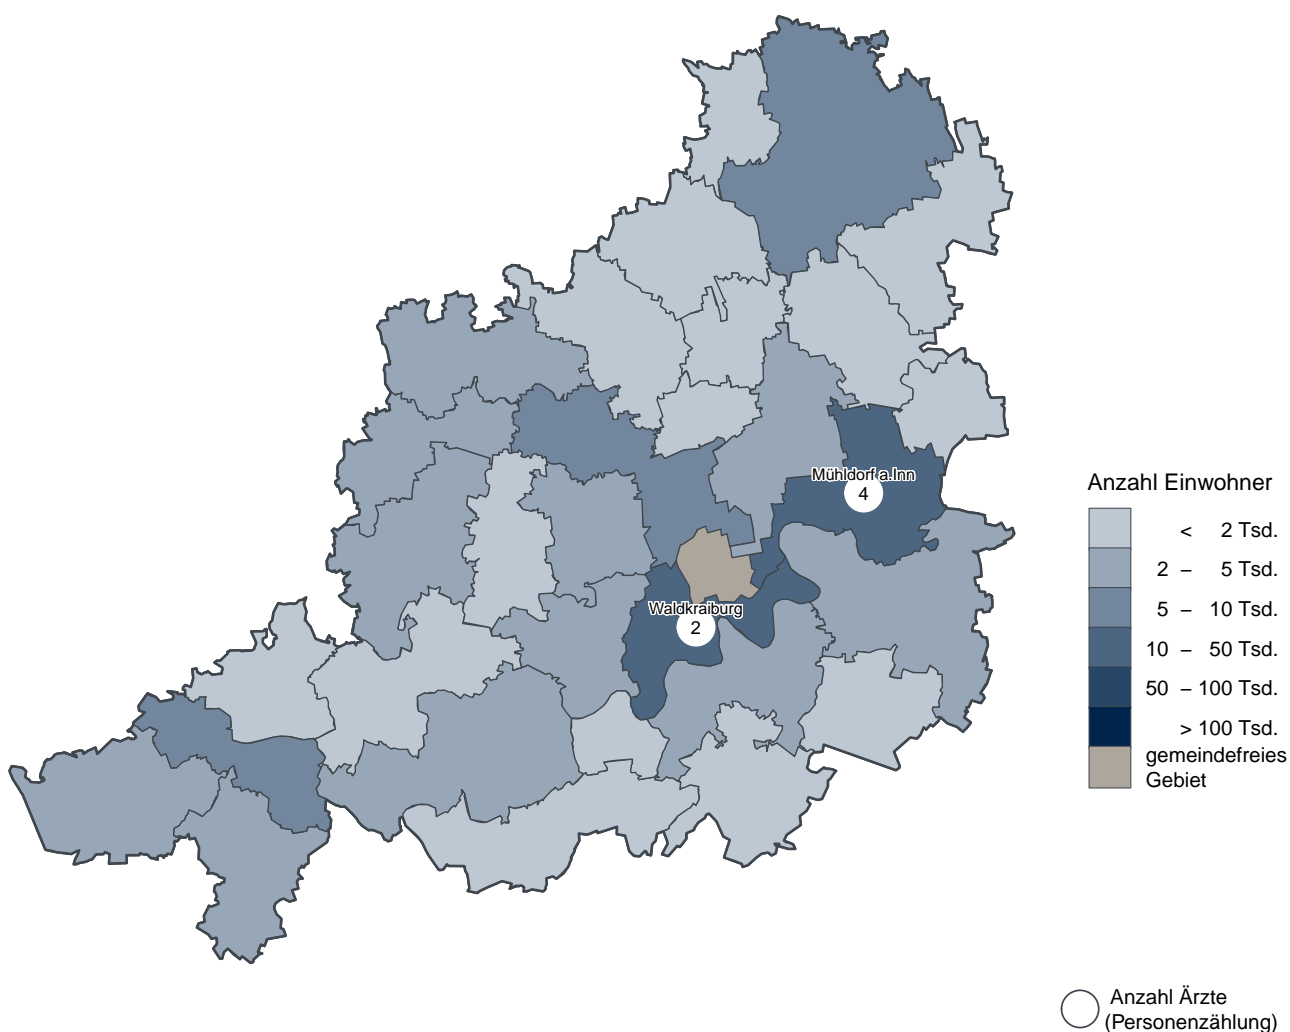 Mühldorf a.Inn
4
Waldkraiburg
2
Anzahl Einwohner
< 2 Tsd.
2 – 5 Tsd.
5 – 10 Tsd.
10 – 50 Tsd.
50 – 100 Tsd.
> 100 Tsd.
gemeindefreies
Gebiet
Anzahl Ärzte
(Personenzählung)